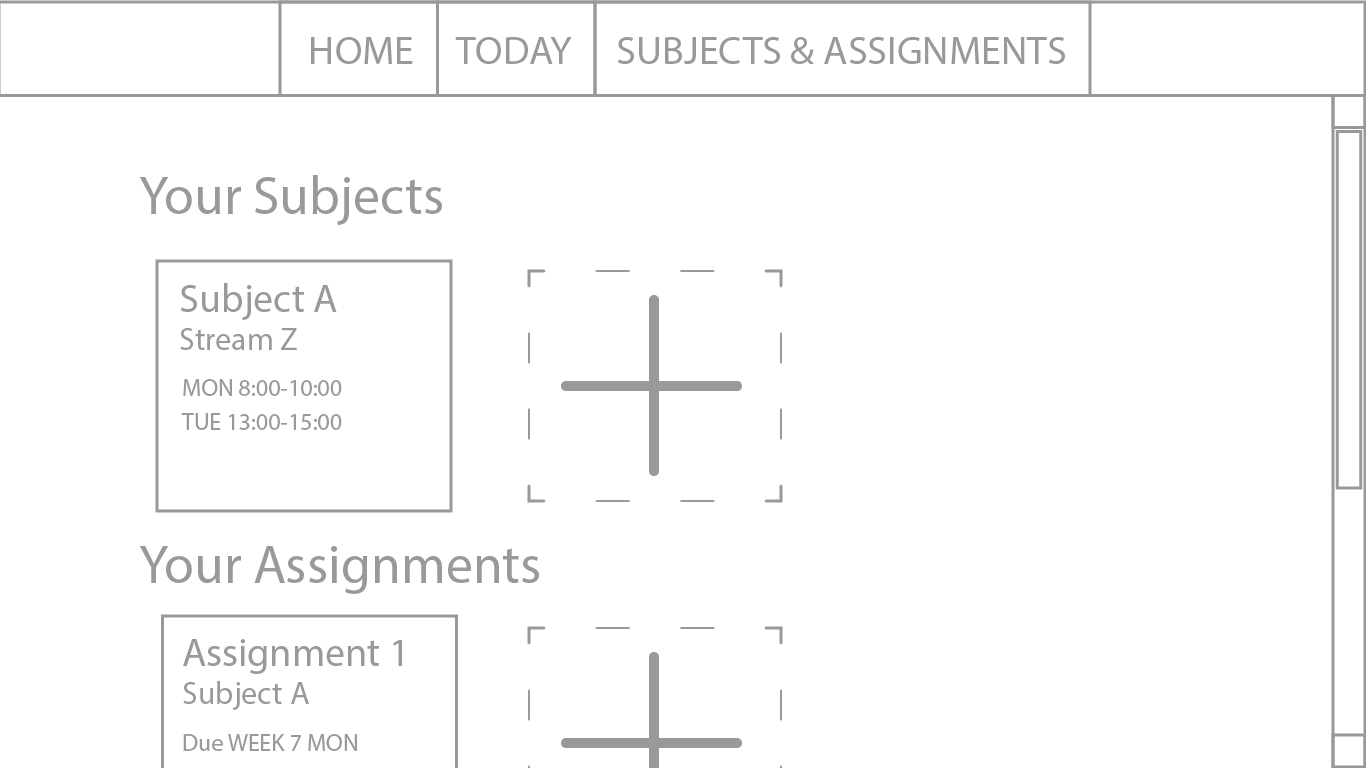 HOME TODAY SUBJECTS & ASSIGNMENTS
Your Subjects
Subject A
Stream Z
MON 8:00-10:00
TUE 13:00-15:00
Your Assignments
Assignment 1
Subject A
Due WEEK 7 MON